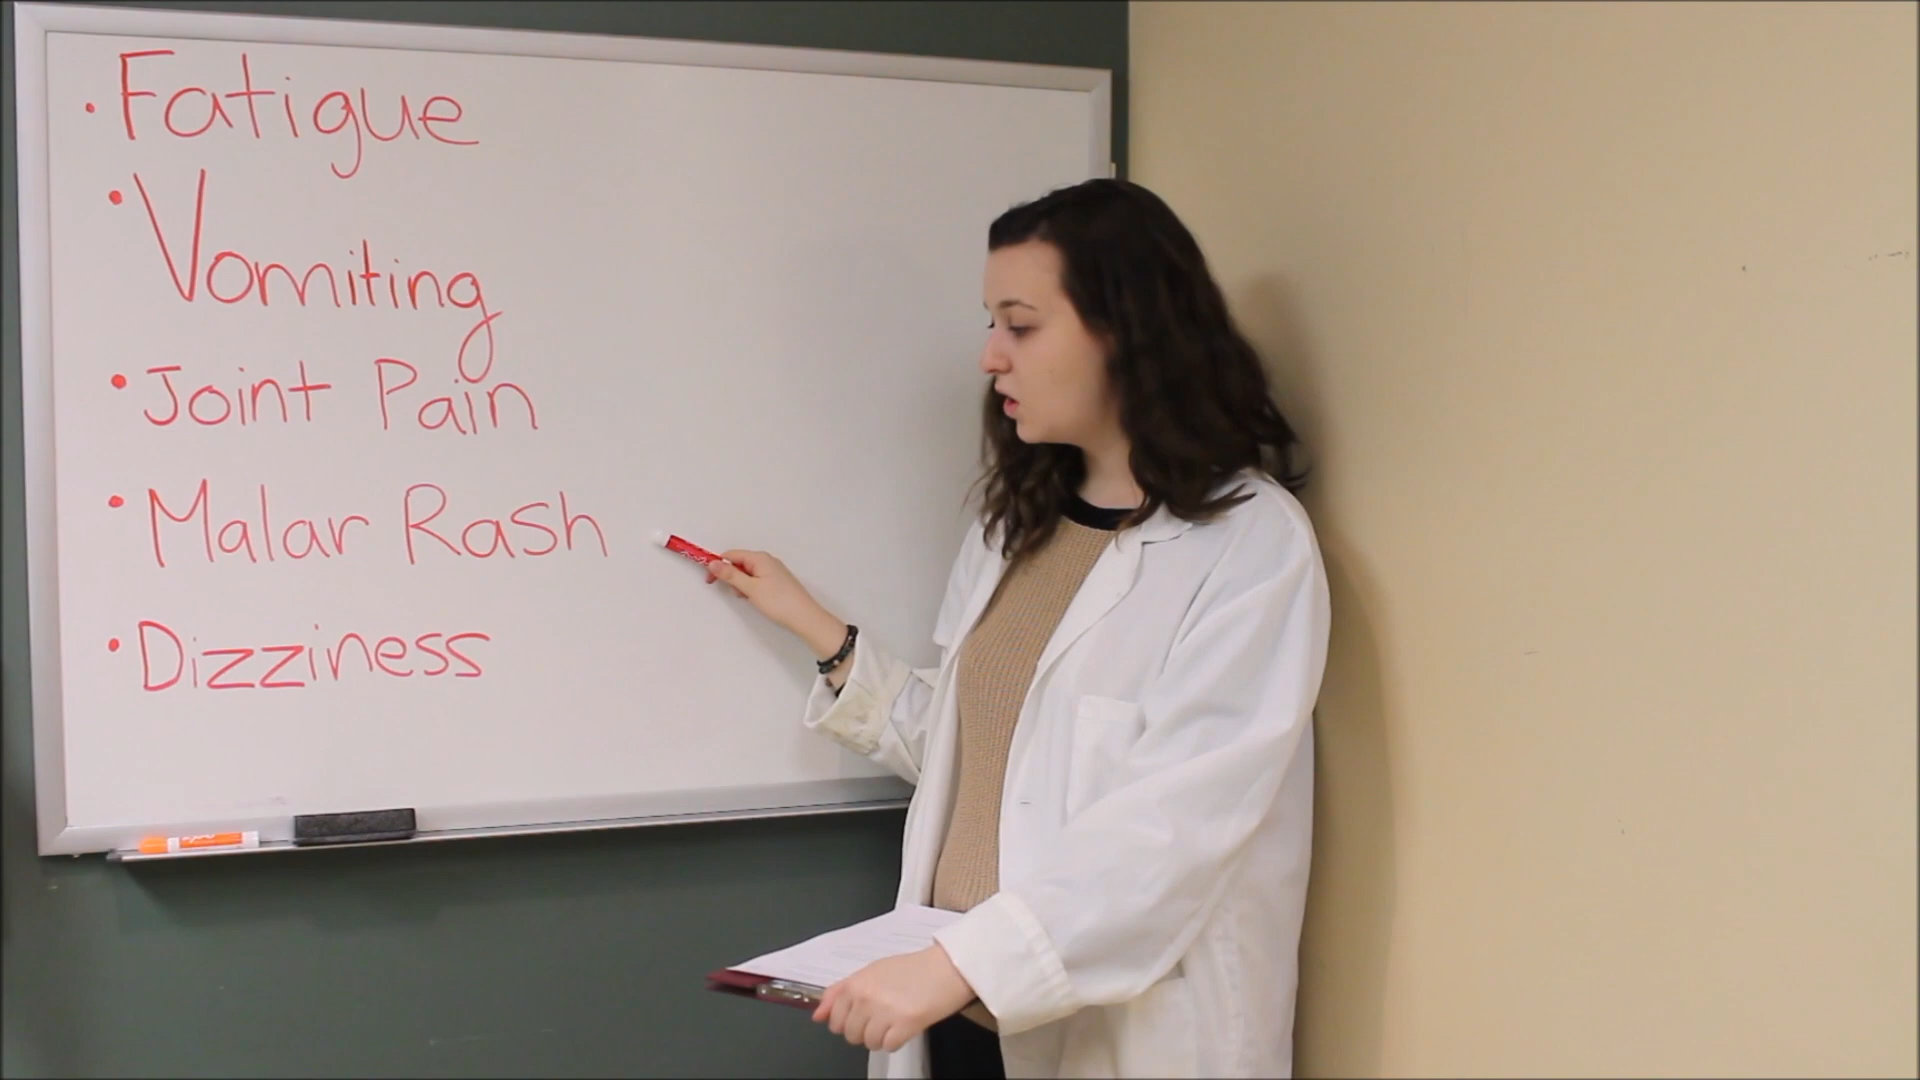 • Fatigue
• Vomiting
• Joint Pain
• Malar Rash
• Dizziness